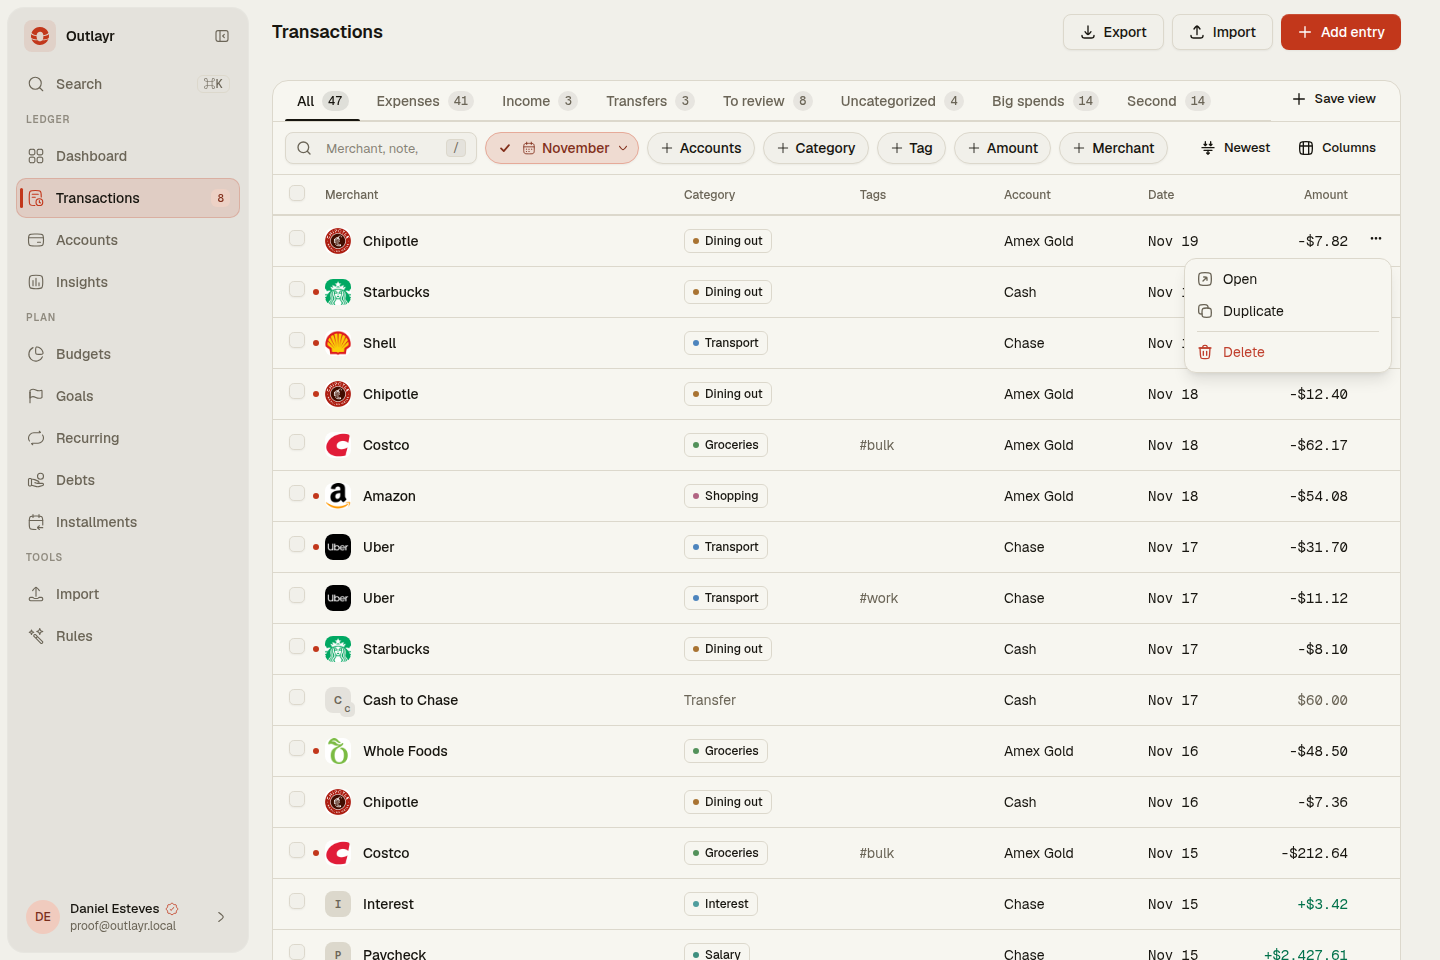 Outlayr
Search ⌘K
LEDGER
Dashboard
Transactions 8
Accounts
Insights
PLAN
Budgets
Goals
Recurring
Debts
Installments
TOOLS
Import
Rules
DE Daniel Esteves
proof@outlayr.local
Transactions
Export Import Add entry
All 47 Expenses 41 Income 3 Transfers 3 To review 8 Uncategorized 4 Big spends 14 Second 14 Save view
Merchant, note, / November Accounts Category Tag Amount Merchant Newest Columns
Merchant Category Tags Account Date Amount
Chipotle Dining out Amex Gold Nov 19 -$7.82
Starbucks Dining out Cash Nov
Shell Transport Chase Nov
Open
Duplicate
Delete
Chipotle Dining out Amex Gold Nov 18 -$12.40
Costco Groceries #bulk Amex Gold Nov 18 -$62.17
a Amazon Shopping Amex Gold Nov 18 -$54.08
Uber Uber Transport Chase Nov 17 -$31.70
Uber Uber Transport #work Chase Nov 17 -$11.12
Starbucks Dining out Cash Nov 17 -$8.10
C C Cash to Chase Transfer Cash Nov 17 $60.00
Whole Foods Groceries Amex Gold Nov 16 -$48.50
Chipotle Dining out Cash Nov 16 -$7.36
Costco Groceries #bulk Amex Gold Nov 15 -$212.64
I Interest Interest Chase Nov 15 +$3.42
P Paycheck Salary Chase Nov 15 +$2,427.61